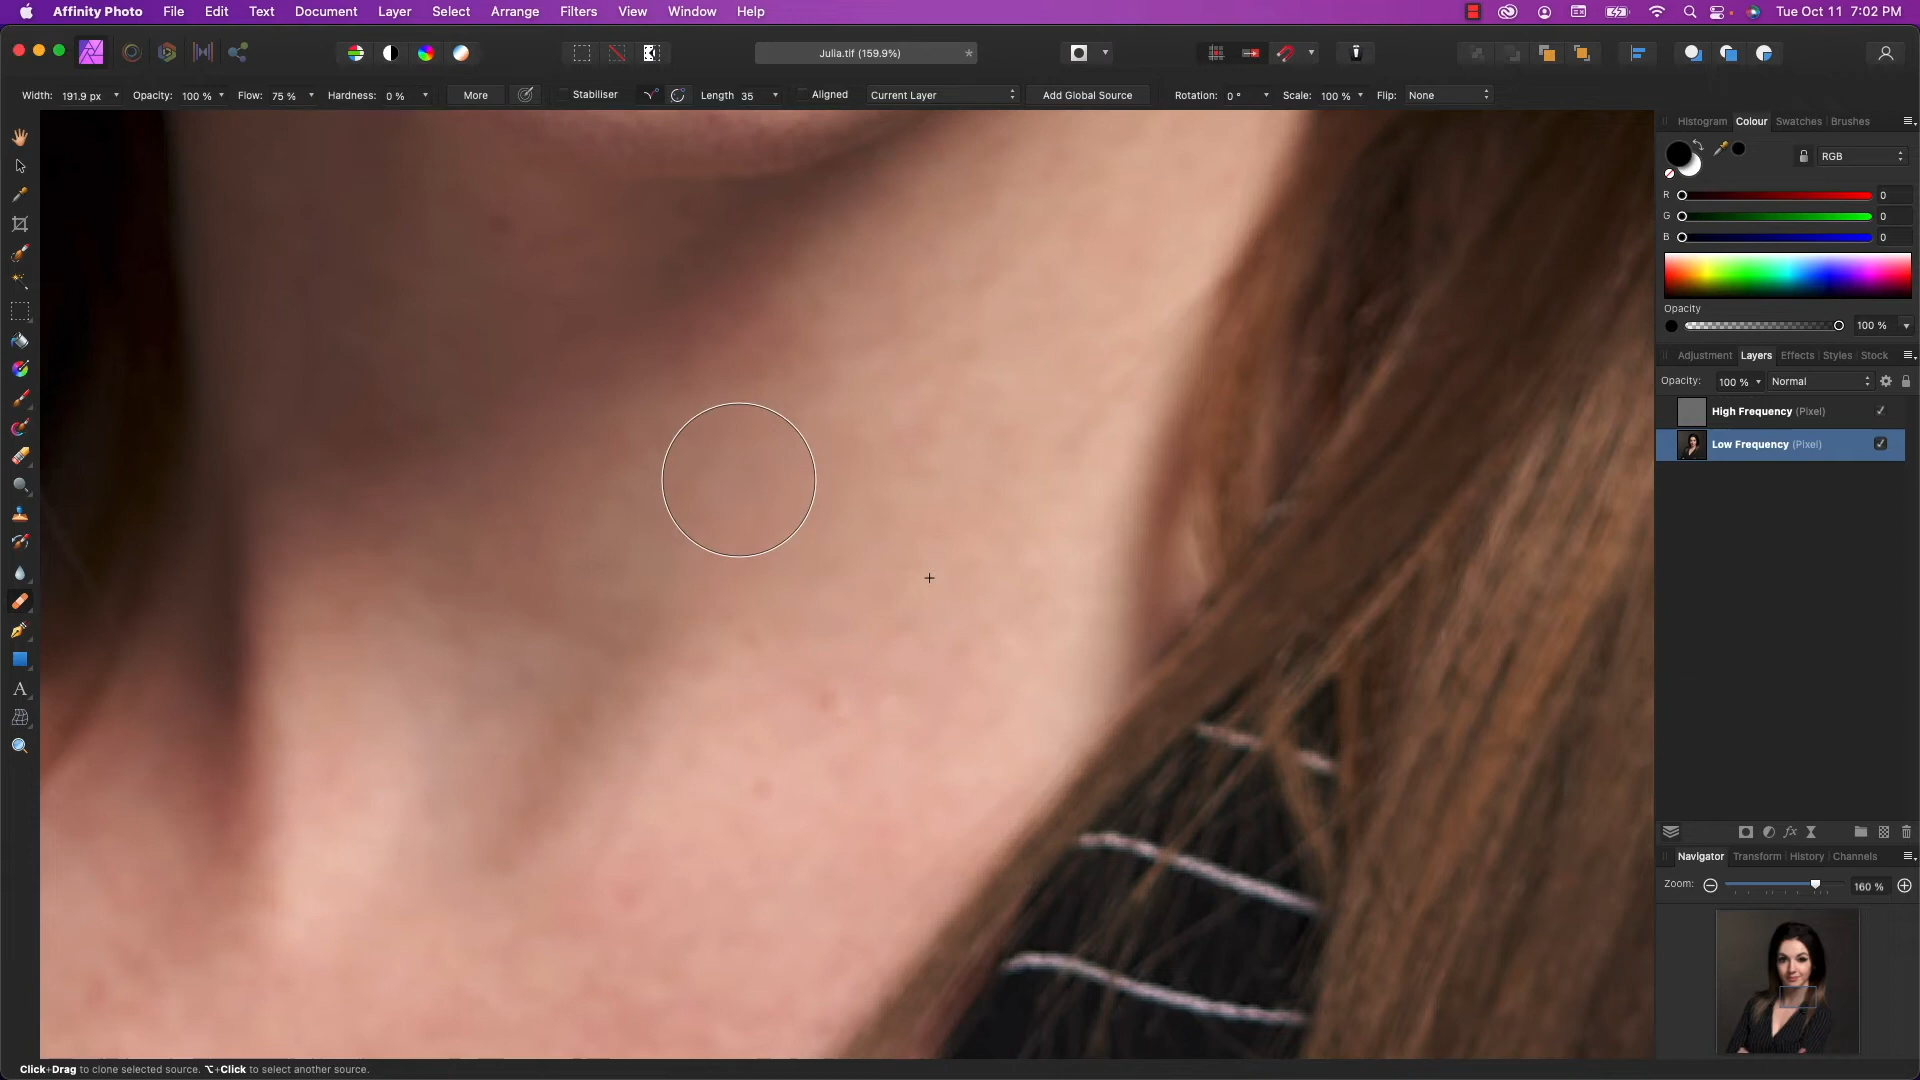 Affinity Photo File Edit Text Document Layer Select Arrange Filters View Window Help Tue Oct 11 7:02 PM
Julia.tif (159.9%) *
Width: 191.9 px Opacity: 100 % Flow: 75 % Hardness: 0 % More Stabiliser Length 35 Aligned Current Layer Add Global Source Rotation: 0 ° Scale: 100 % Flip: None
Histogram Colour Swatches Brushes
RGB
R 0
G 0
B 0
Opacity
100 %
Adjustment Layers Effects Styles Stock
Opacity: 100 % Normal
High Frequency (Pixel)
Low Frequency (Pixel)
Navigator Transform History Channels
Zoom: 160 %
Click+Drag to clone selected source. ⌥+Click to select another source.